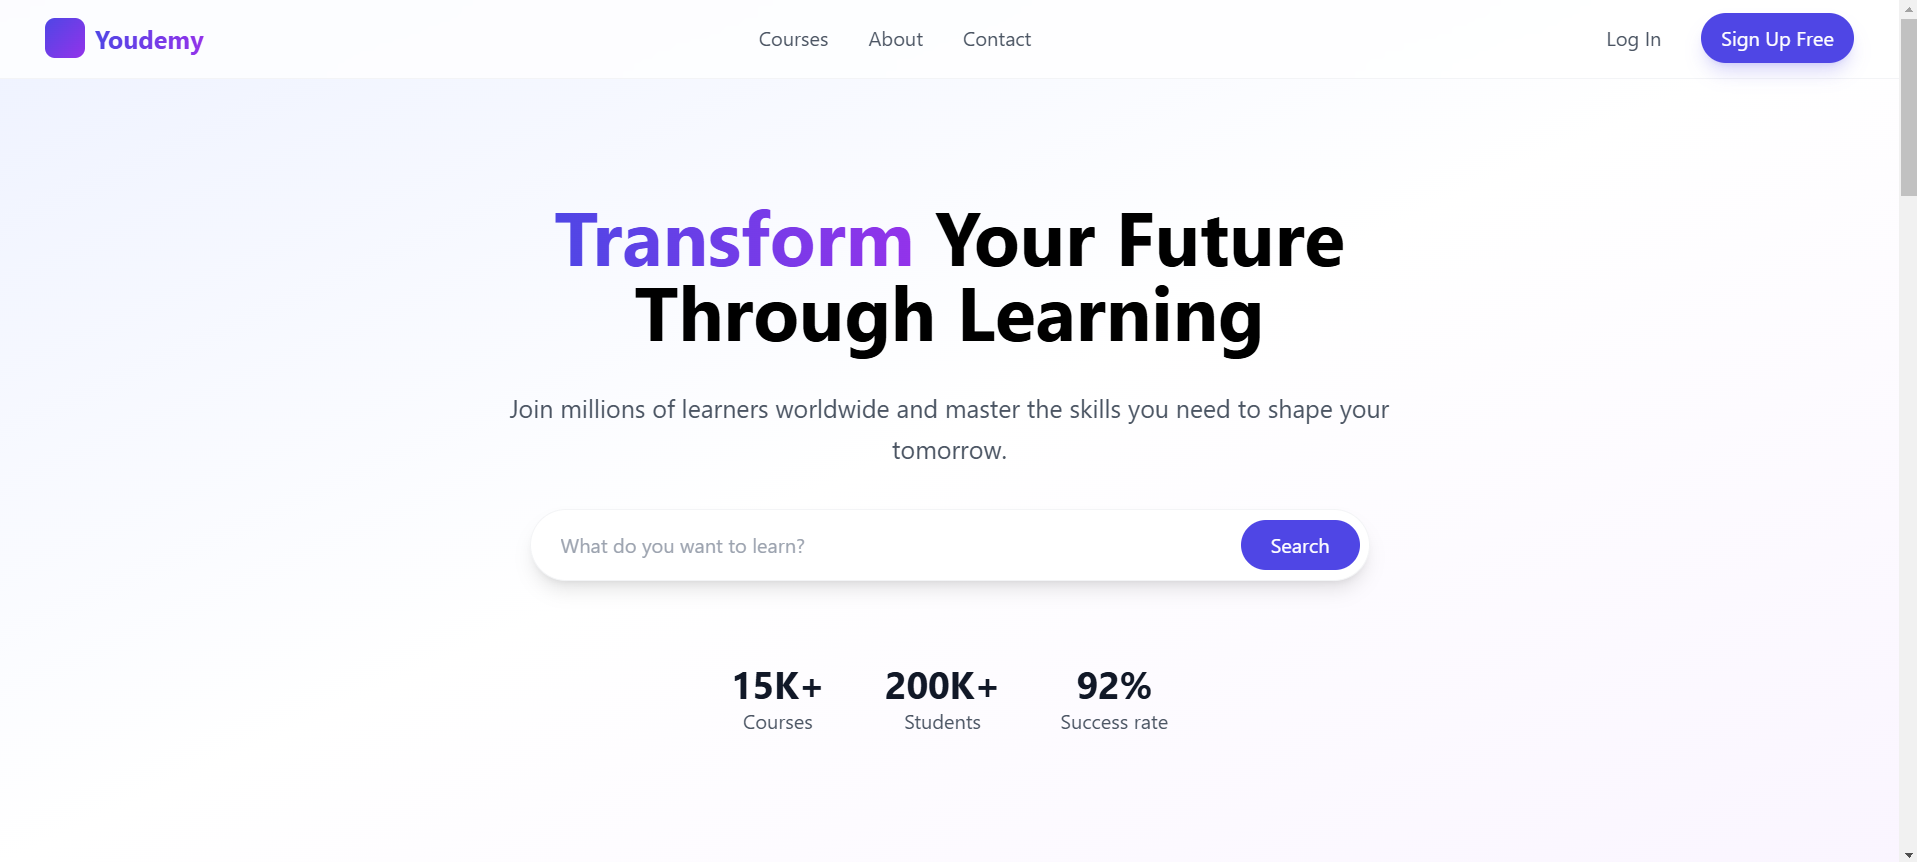 Youdemy
Courses
About
Contact
Log In
Sign Up Free
Transform Your Future
Through Learning
Join millions of learners worldwide and master the skills you need to shape your
tomorrow.
What do you want to learn?
Search
15K+
Courses
200K+
Students
92%
Success rate